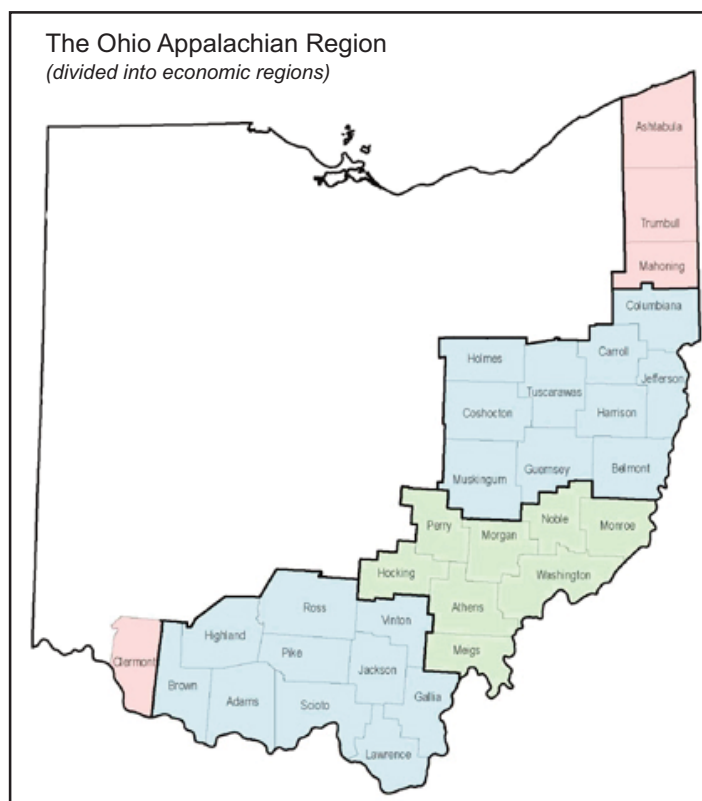 The Ohio Appalachian Region
(divided into economic regions)
Ashtabula
Trumbull
Mahoning
Columbiana
Holmes
Carroll
Jefferson
Tuscarawas
Coshocton
Harrison
Muskingum
Guernsey
Belmont
Perry
Morgan
Noble
Monroe
Hocking
Washington
Athens
Meigs
Ross
Vinton
Highland
Pike
Jackson
Clermont
Brown
Adams
Scioto
Gallia
Lawrence